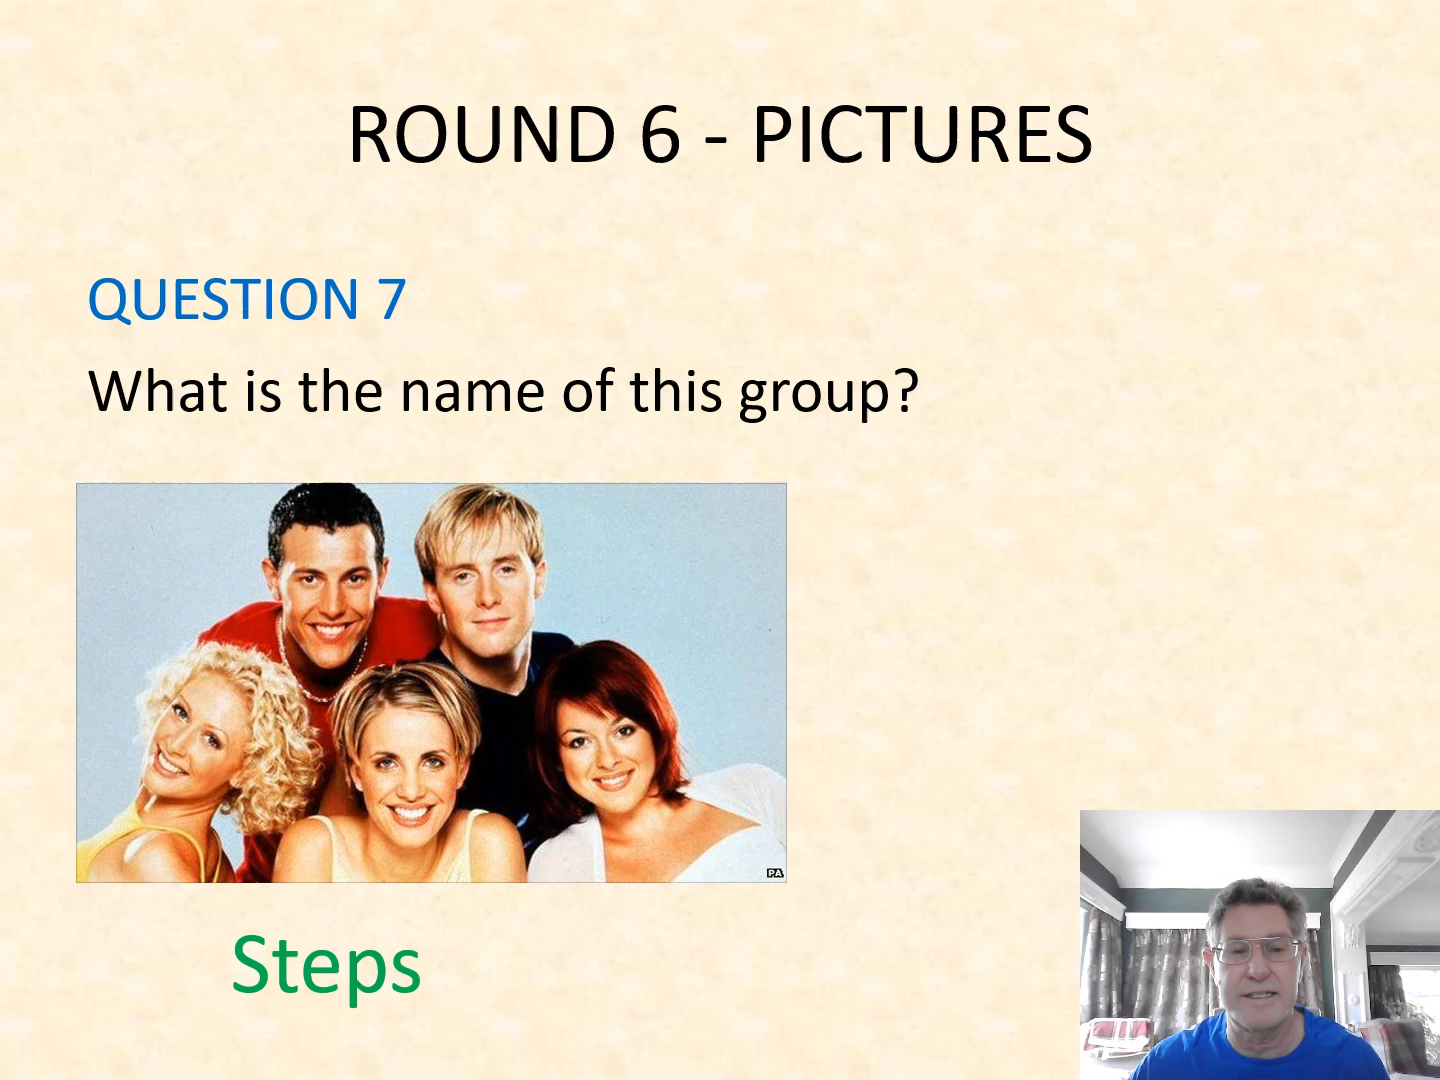 ROUND 6 - PICTURES
QUESTION 7
What is the name of this group?
PA
Steps